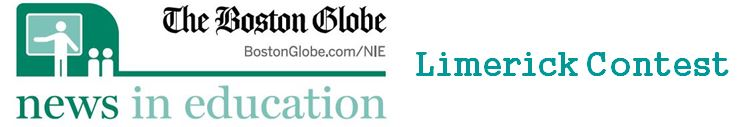 The Boston Globe
BostonGlobe.com/NIE
news in education
Limerick Contest